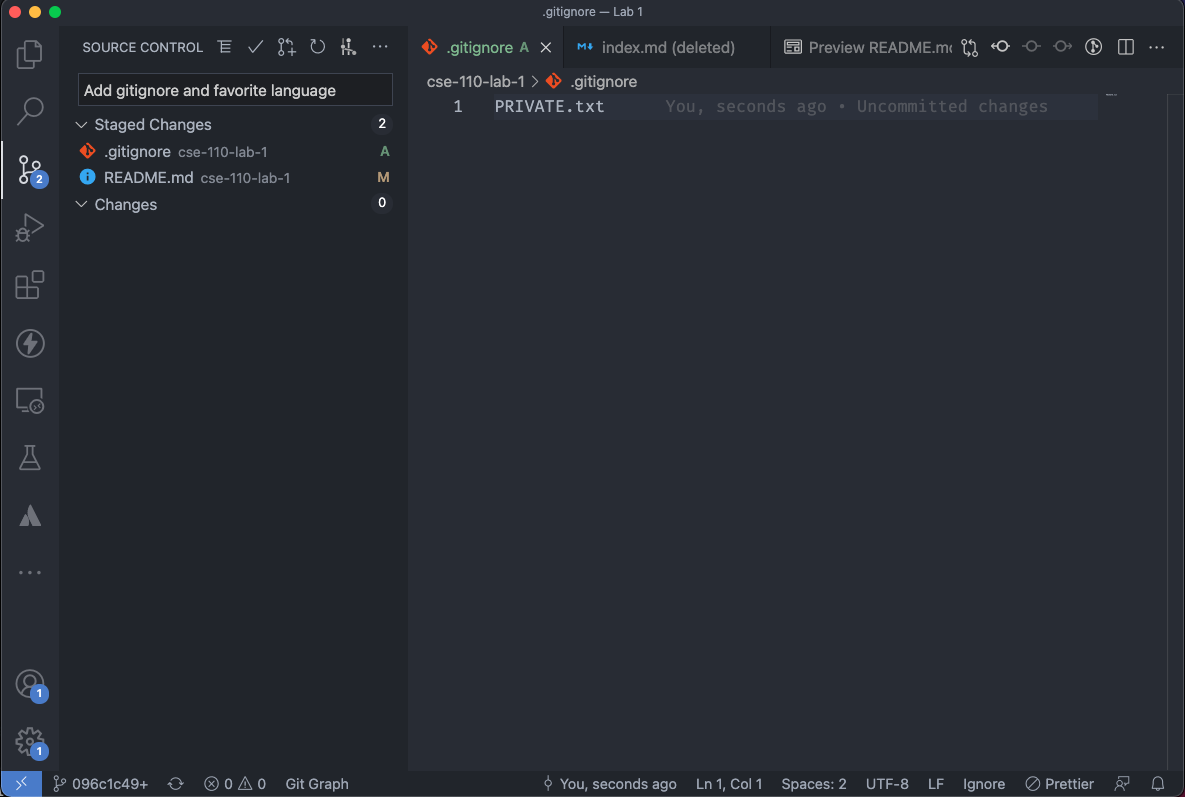 .gitignore — Lab 1
SOURCE CONTROL
.gitignore A
index.md (deleted)
Preview README.m
cse-110-lab-1 > .gitignore
Add gitignore and favorite language
1 PRIVATE.txt You, seconds ago • Uncommitted changes
Staged Changes 2
.gitignore cse-110-lab-1 A
README.md cse-110-lab-1 M
Changes 0
2
1
1
096c1c49+ 0 0 Git Graph You, seconds ago Ln 1, Col 1 Spaces: 2 UTF-8 LF Ignore Prettier